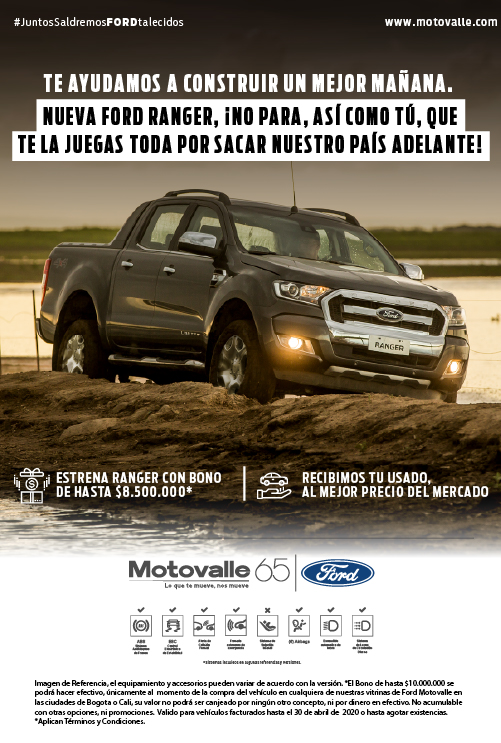 #JuntosSaldremosFORDtalecidos
www.motovalle.com
TE AYUDAMOS A CONSTRUIR UN MEJOR MAÑANA.
NUEVA FORD RANGER, ¡NO PARA, ASÍ COMO TÚ, QUE
TE LA JUEGAS TODA POR SACAR NUESTRO PAÍS ADELANTE!
Ford
RANGER
ESTRENA RANGER CON BONO
DE HASTA $8.500.000*
RECIBIMOS TU USADO,
AL MEJOR PRECIO DEL MERCADO
Motovalle 65
Lo que te mueve, nos mueve
Ford
ABS
ESC
Imagen de Referencia, el equipamiento y accesorios pueden variar de acuerdo con la versión. *El Bono de hasta $10.000.000 se
podrá hacer efectivo, únicamente al momento de la compra del vehículo en cualquiera de nuestras vitrinas de Ford Motovalle en
las ciudades de Bogota o Cali, su valor no podrá ser canjeado por ningún otro concepto, ni por dinero en efectivo. No acumulable
con otras opciones, ni promociones. Valido para vehículos facturados hasta el 30 de abril de 2020 o hasta agotar existencias.
*Aplican Términos y Condiciones.